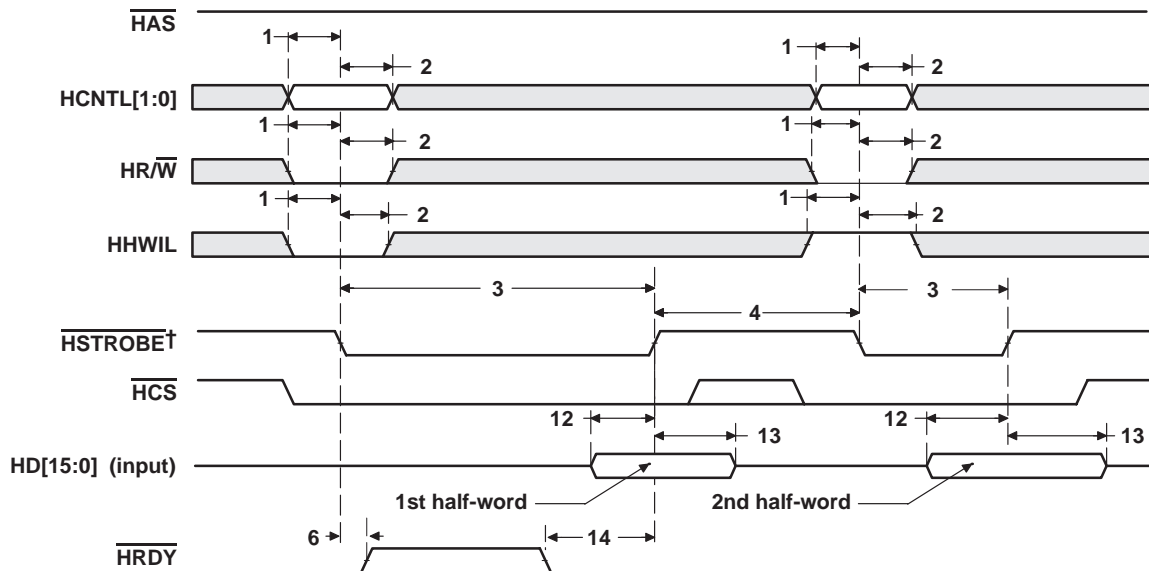 HAS
1
1
2
2
HCNTL[1:0]
1
1
2
2
HR/W
1
1
2
2
HHWIL
3
3
4
HSTROBE†
HCS
12
12
13
13
HD[15:0] (input)
1st half-word
2nd half-word
6
14
HRDY